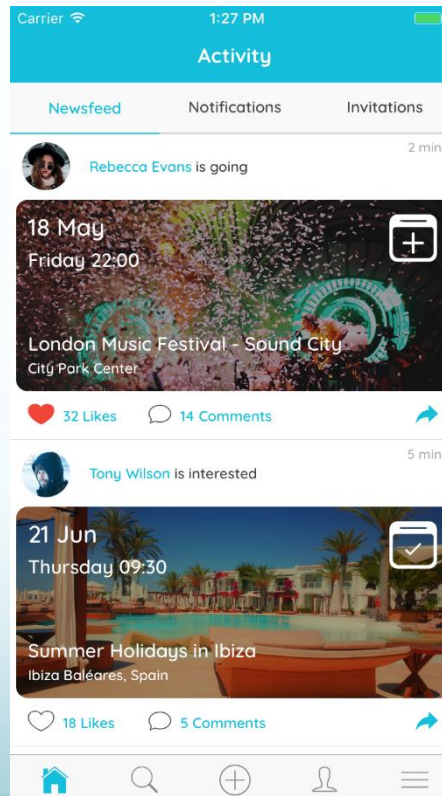 Carrier 1:27 PM
Activity
Newsfeed Notifications Invitations
2 min
Rebecca Evans is going
18 May
Friday 22:00
London Music Festival - Sound City
City Park Center
32 Likes 14 Comments
5 min
Tony Wilson is interested
21 Jun
Thursday 09:30
Summer Holidays in Ibiza
Ibiza Baléares, Spain
18 Likes 5 Comments